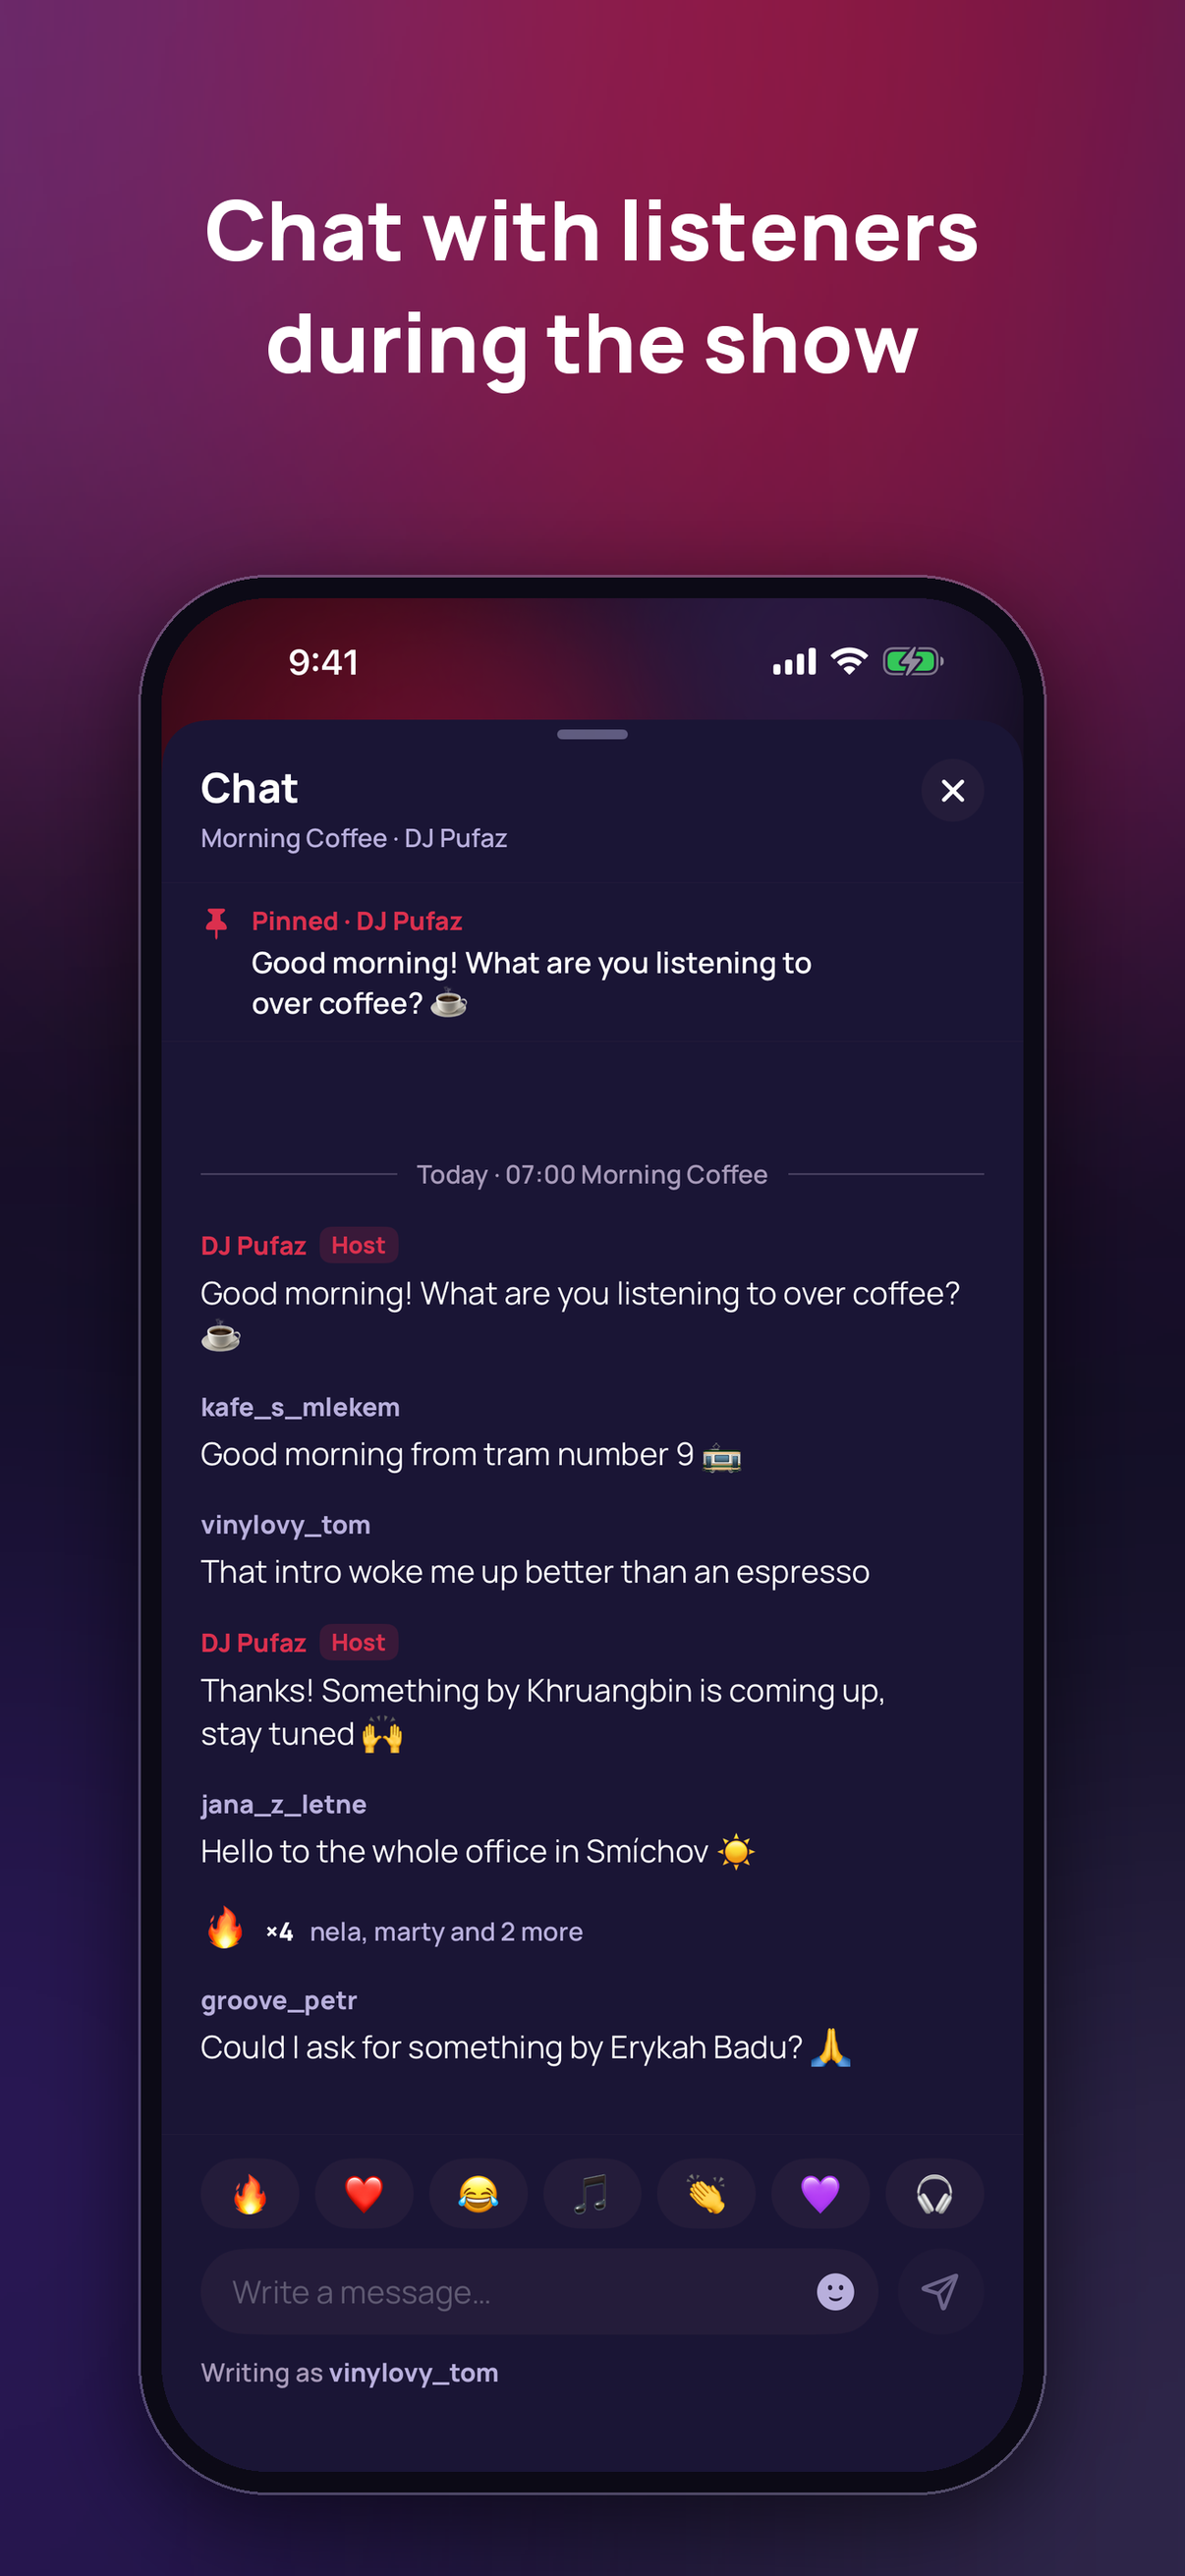 Chat with listeners
during the show
9:41
Chat
Morning Coffee · DJ Pufaz
Pinned · DJ Pufaz
Good morning! What are you listening to
over coffee? ☕
Today · 07:00 Morning Coffee
DJ Pufaz Host
Good morning! What are you listening to over coffee?
☕
kafe_s_mlekem
Good morning from tram number 9 🚋
vinylovy_tom
That intro woke me up better than an espresso
DJ Pufaz Host
Thanks! Something by Khruangbin is coming up,
stay tuned 🙌
jana_z_letne
Hello to the whole office in Smíchov ☀️
🔥 ×4 nela, marty and 2 more
groove_petr
Could I ask for something by Erykah Badu? 🙏
🔥 ❤️ 😂 🎵 👏 💜 🎧
Write a message…
Writing as vinylovy_tom